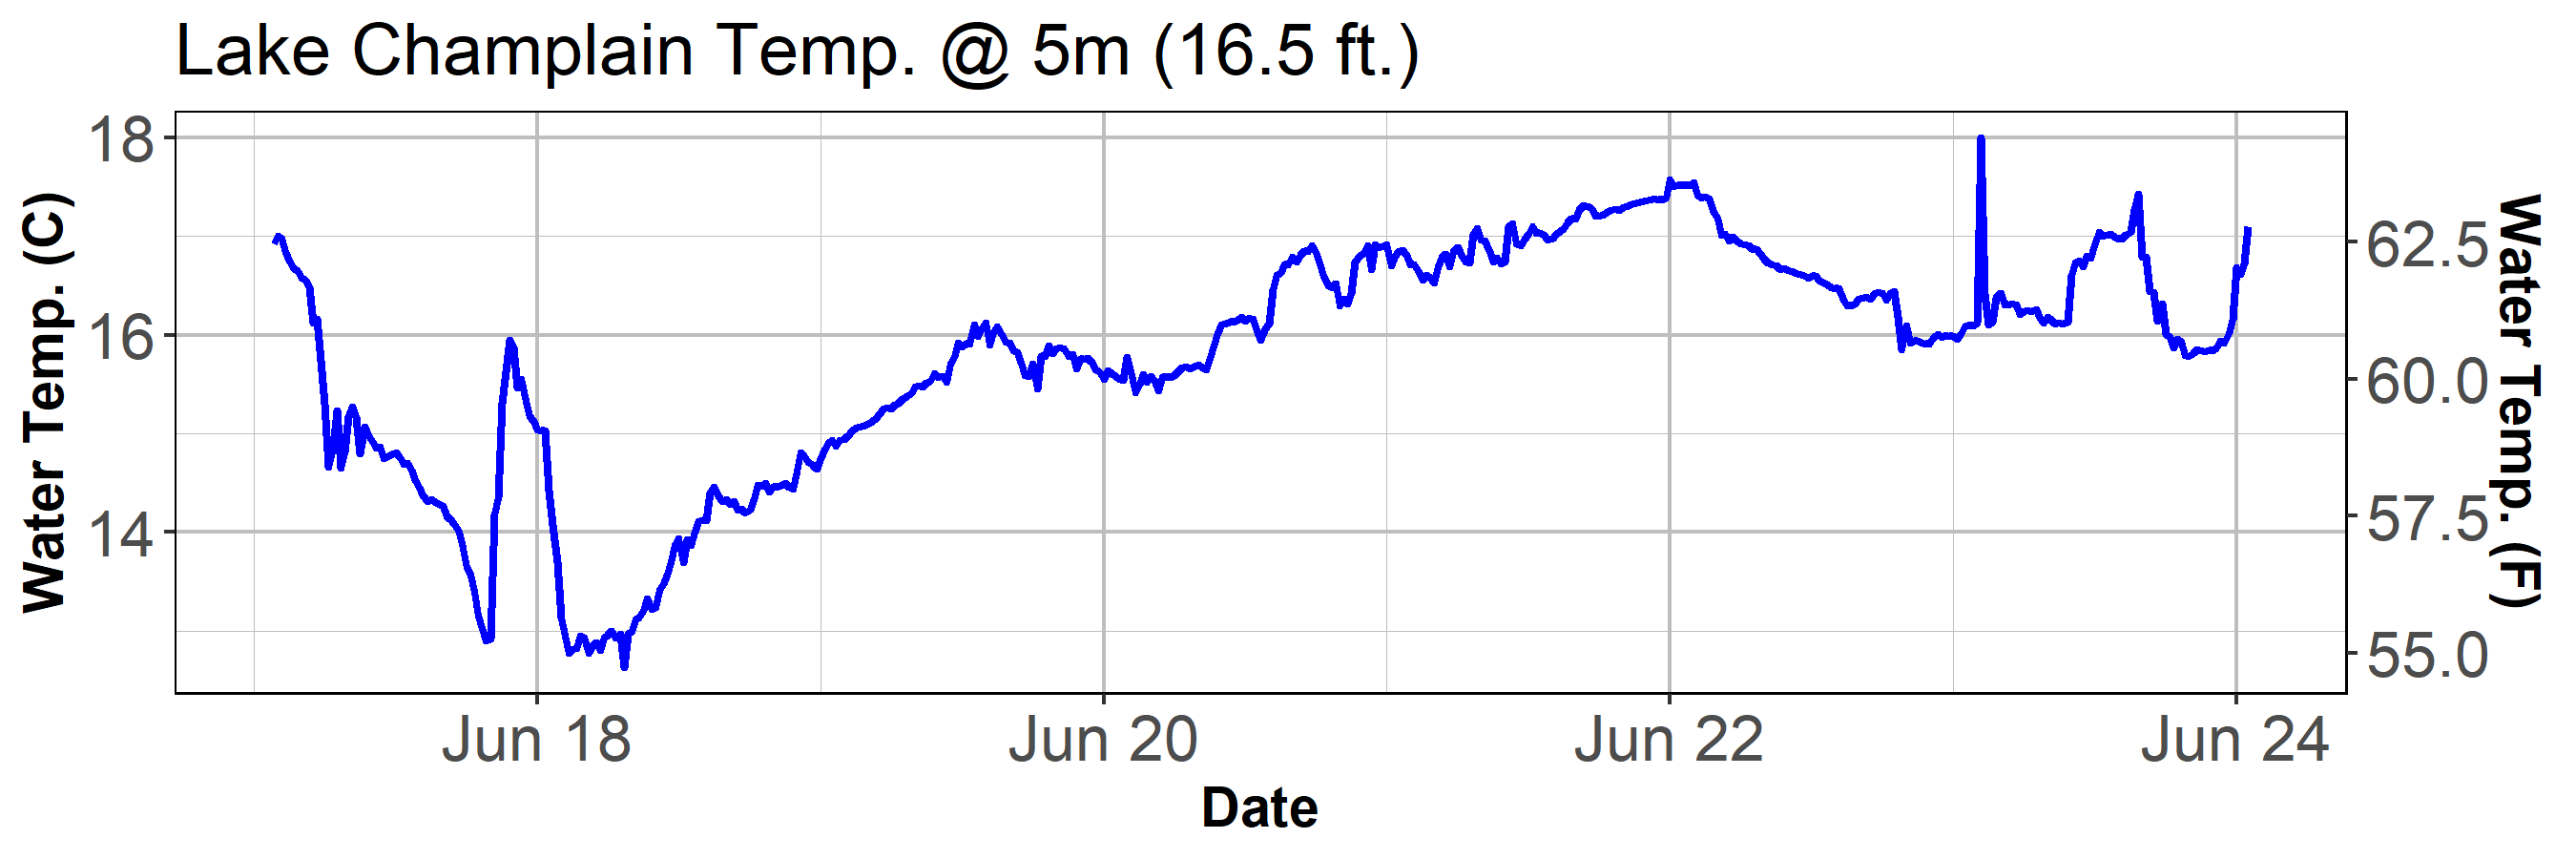 Lake Champlain Temp. @ 5m (16.5 ft.)
Water Temp. (C)
18
16
14
62.5
60.0
57.5
55.0
Water Temp. (F)
Jun 18
Jun 20
Jun 22
Jun 24
Date